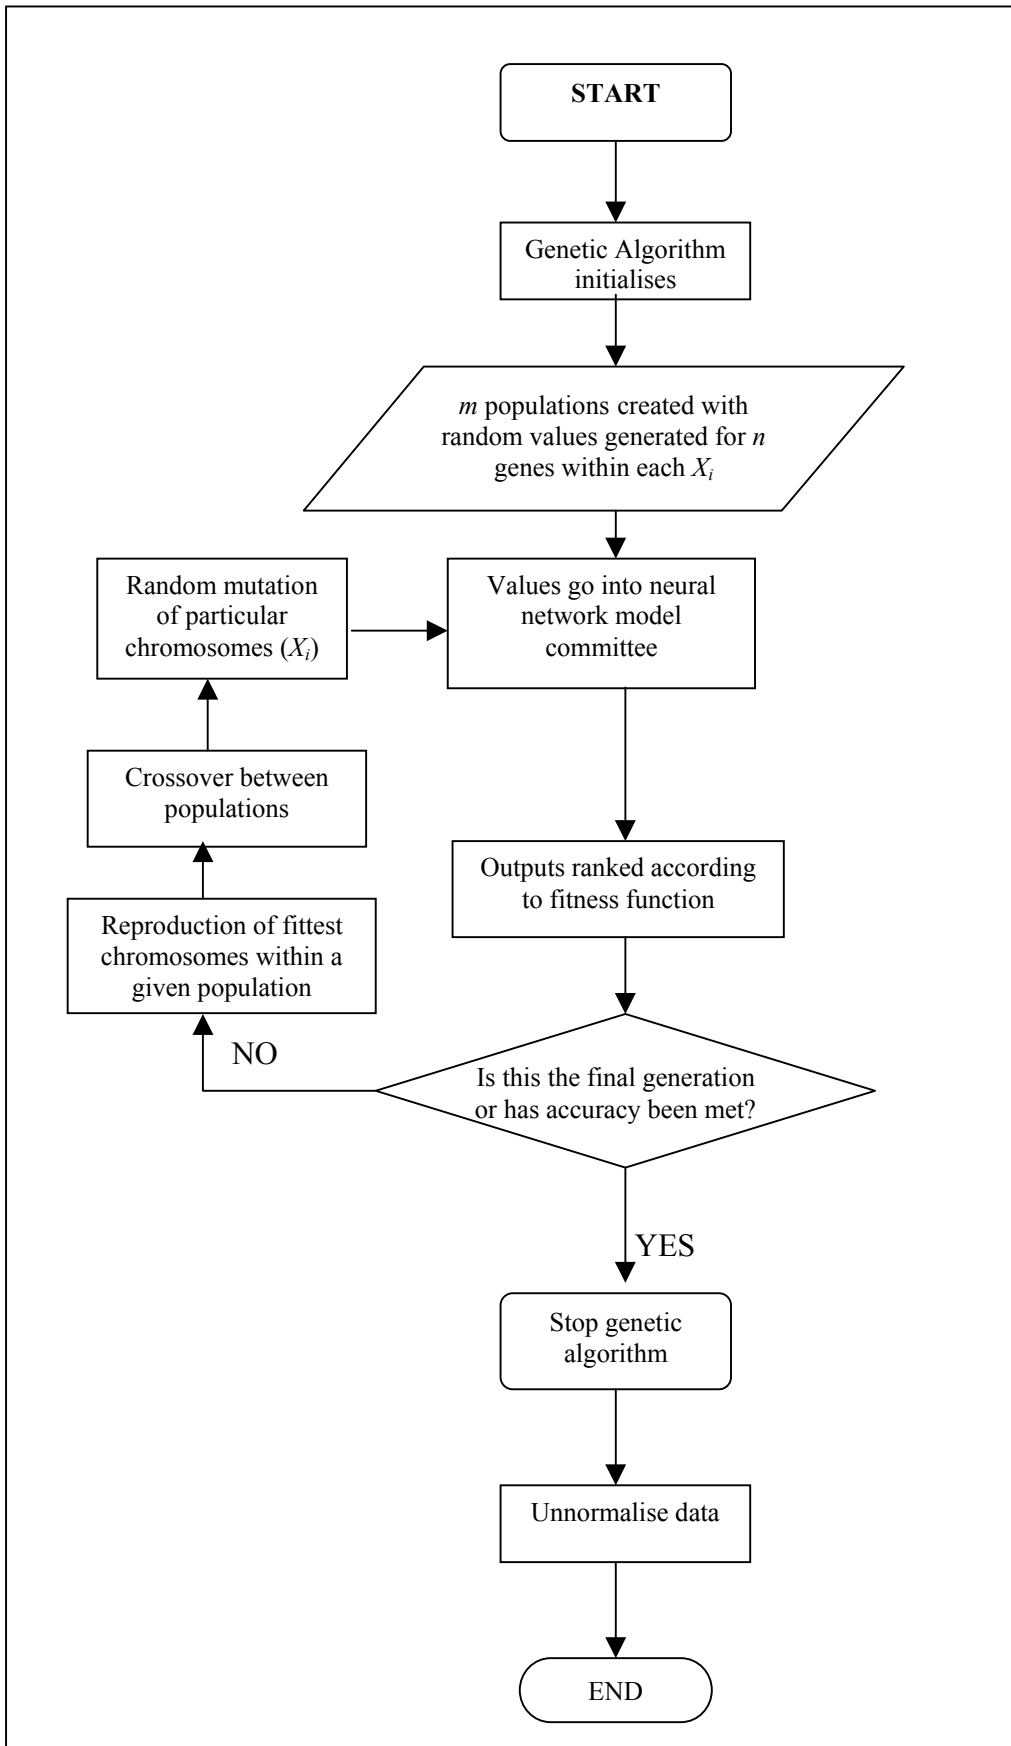 START
Genetic Algorithm
initialises
m populations created with
random values generated for n
genes within each Xi
Random mutation
of particular
chromosomes (Xi)
Values go into neural
network model
committee
Crossover between
populations
Outputs ranked according
to fitness function
Reproduction of fittest
chromosomes within a
given population
NO
Is this the final generation
or has accuracy been met?
YES
Stop genetic
algorithm
Unnormalise data
END